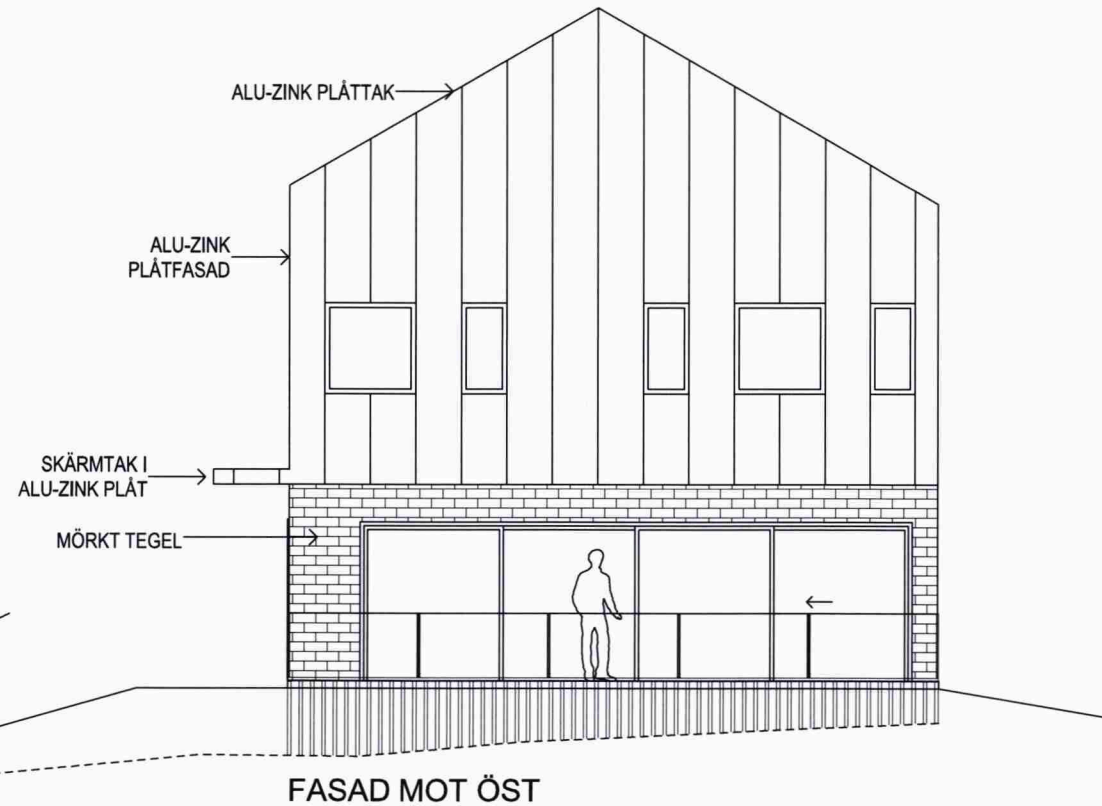 ALU-ZINK PLÅTTAK
ALU-ZINK
PLÅTFASAD
SKÄRMTAK I
ALU-ZINK PLÅT
MÖRKT TEGEL
FASAD MOT ÖST